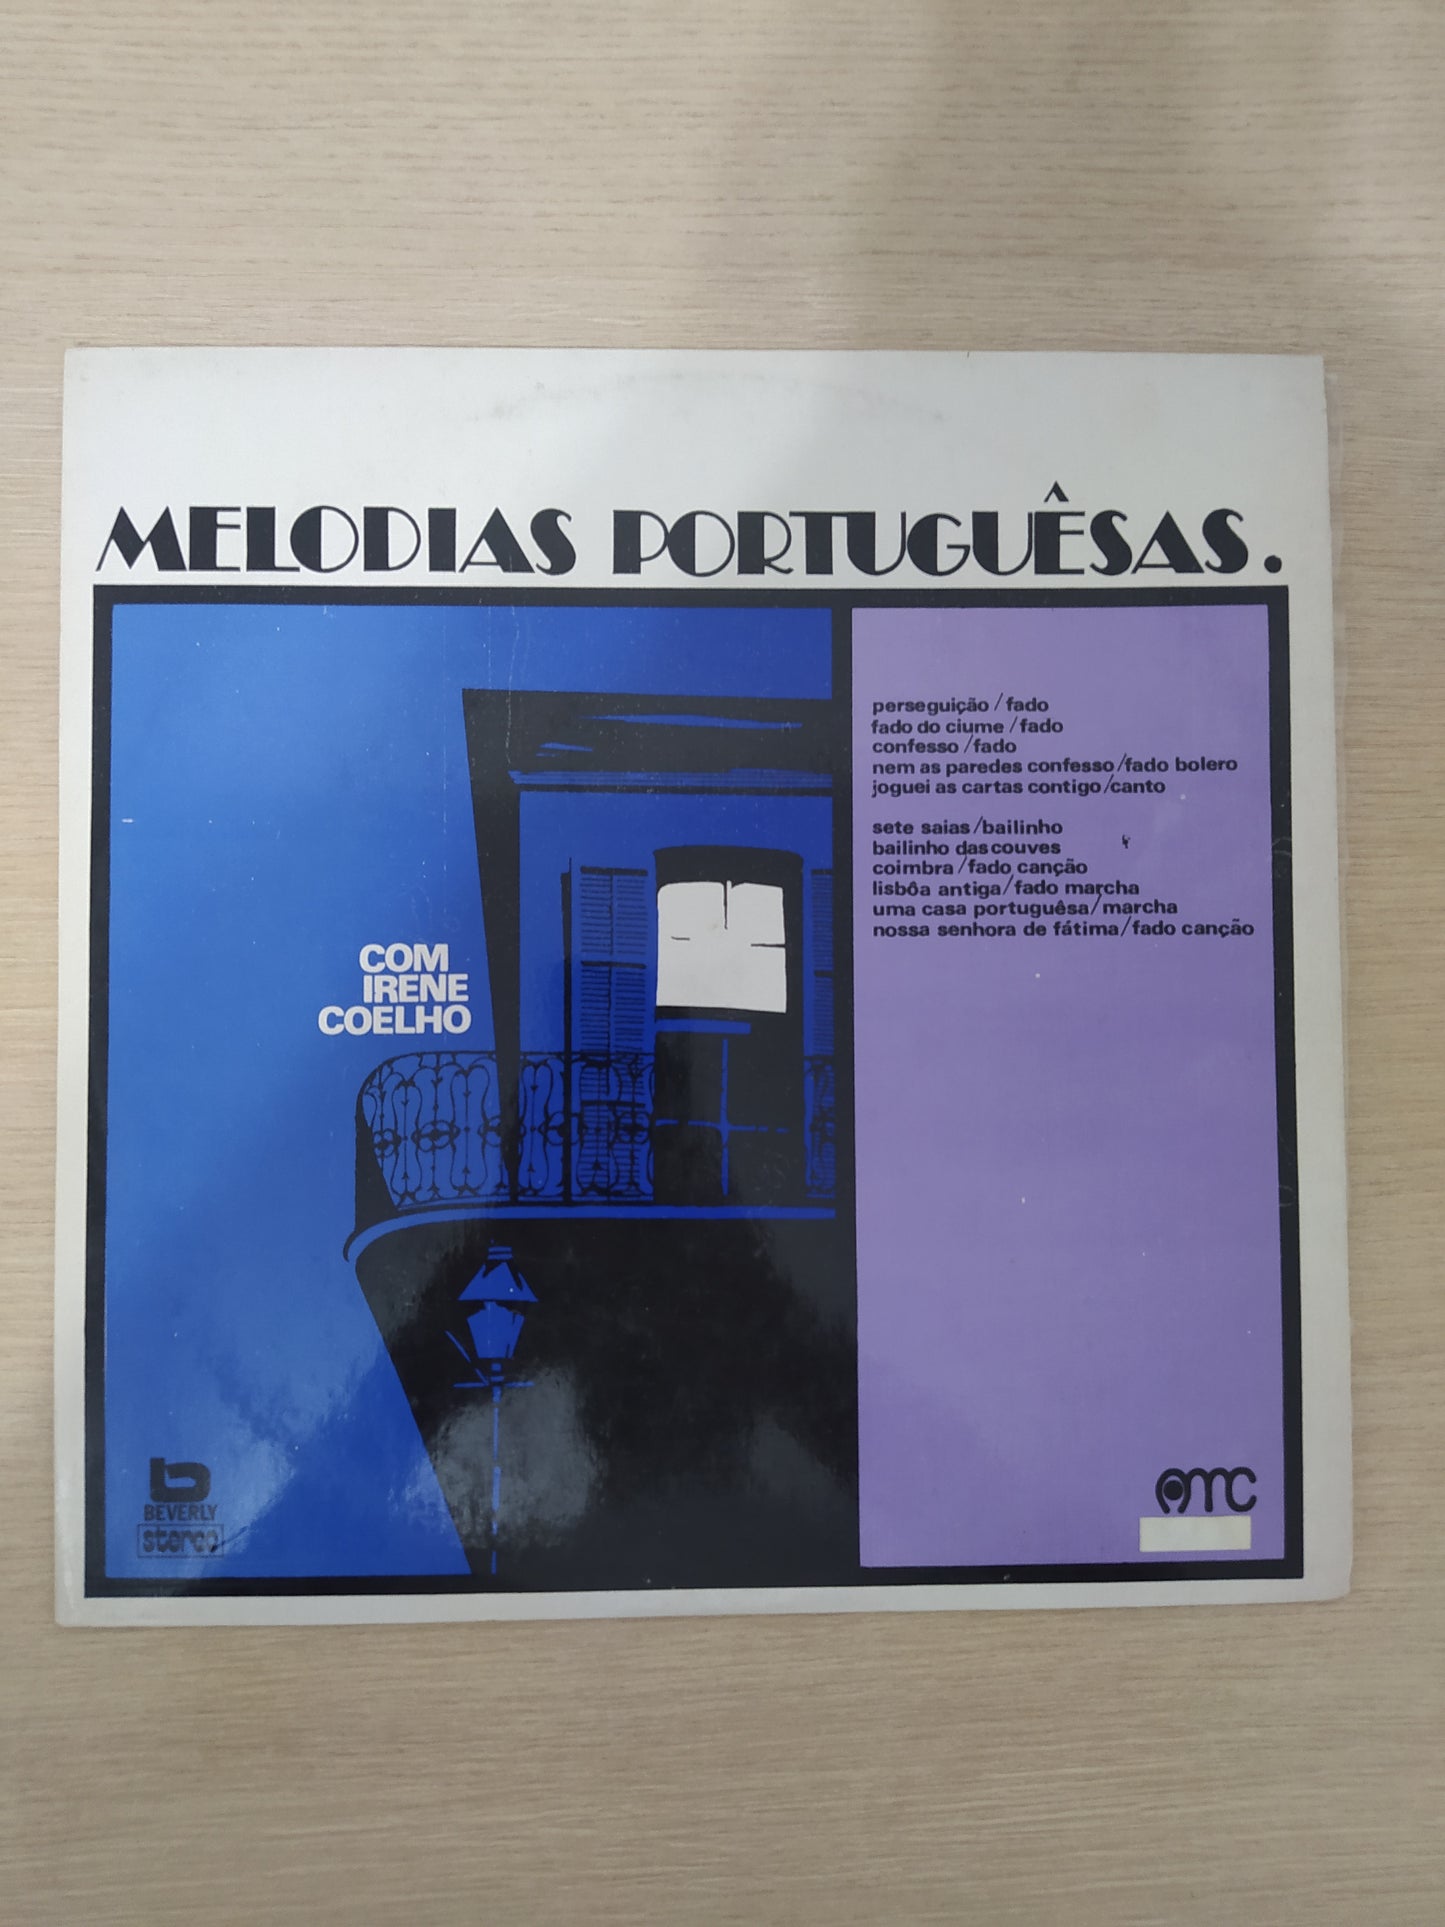 MELODIAS PORTUGUÊSAS.
perseguição/fado
fado do ciume/fado
confesso/fado
nem as paredes confesso/fado bolero
joguei as cartas contigo/canto
sete saias/bailinho
bailinho das couves
coimbra/fado canção
lisbôa antiga/fado marcha
uma casa portuguêsa/marcha
nossa senhora de fátima/fado canção
COM
IRENE
COELHO
b
BEVERLY
stereo
AMC